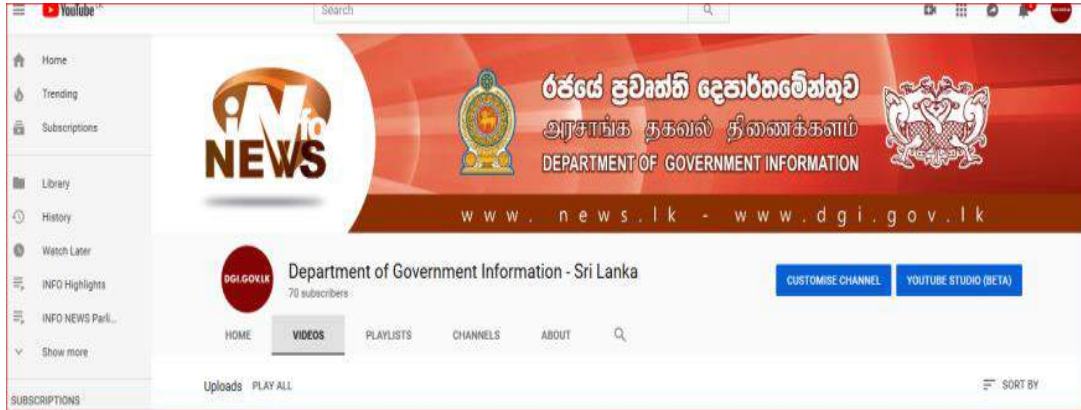 YouTube LK
Search
Home
Trending
Subscriptions
Library
History
Watch Later
INFO Highlights
INFO NEWS Parli...
Show more
SUBSCRIPTIONS
iNfo
NEWS
රජයේ ප්‍රවෘත්ති දෙපාර්තමේන්තුව
அரசாங்க தகவல் திணைக்களம்
DEPARTMENT OF GOVERNMENT INFORMATION
www. news.lk - www.dgi.gov.lk
DGI.GOV.LK
Department of Government Information - Sri Lanka
70 subscribers
CUSTOMISE CHANNEL
YOUTUBE STUDIO (BETA)
HOME VIDEOS PLAYLISTS CHANNELS ABOUT
Uploads PLAY ALL
SORT BY